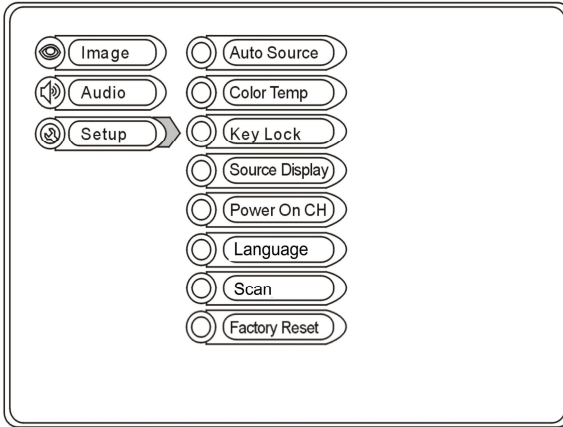 Image
Audio
Setup
Auto Source
Color Temp
Key Lock
Source Display
Power On CH
Language
Scan
Factory Reset